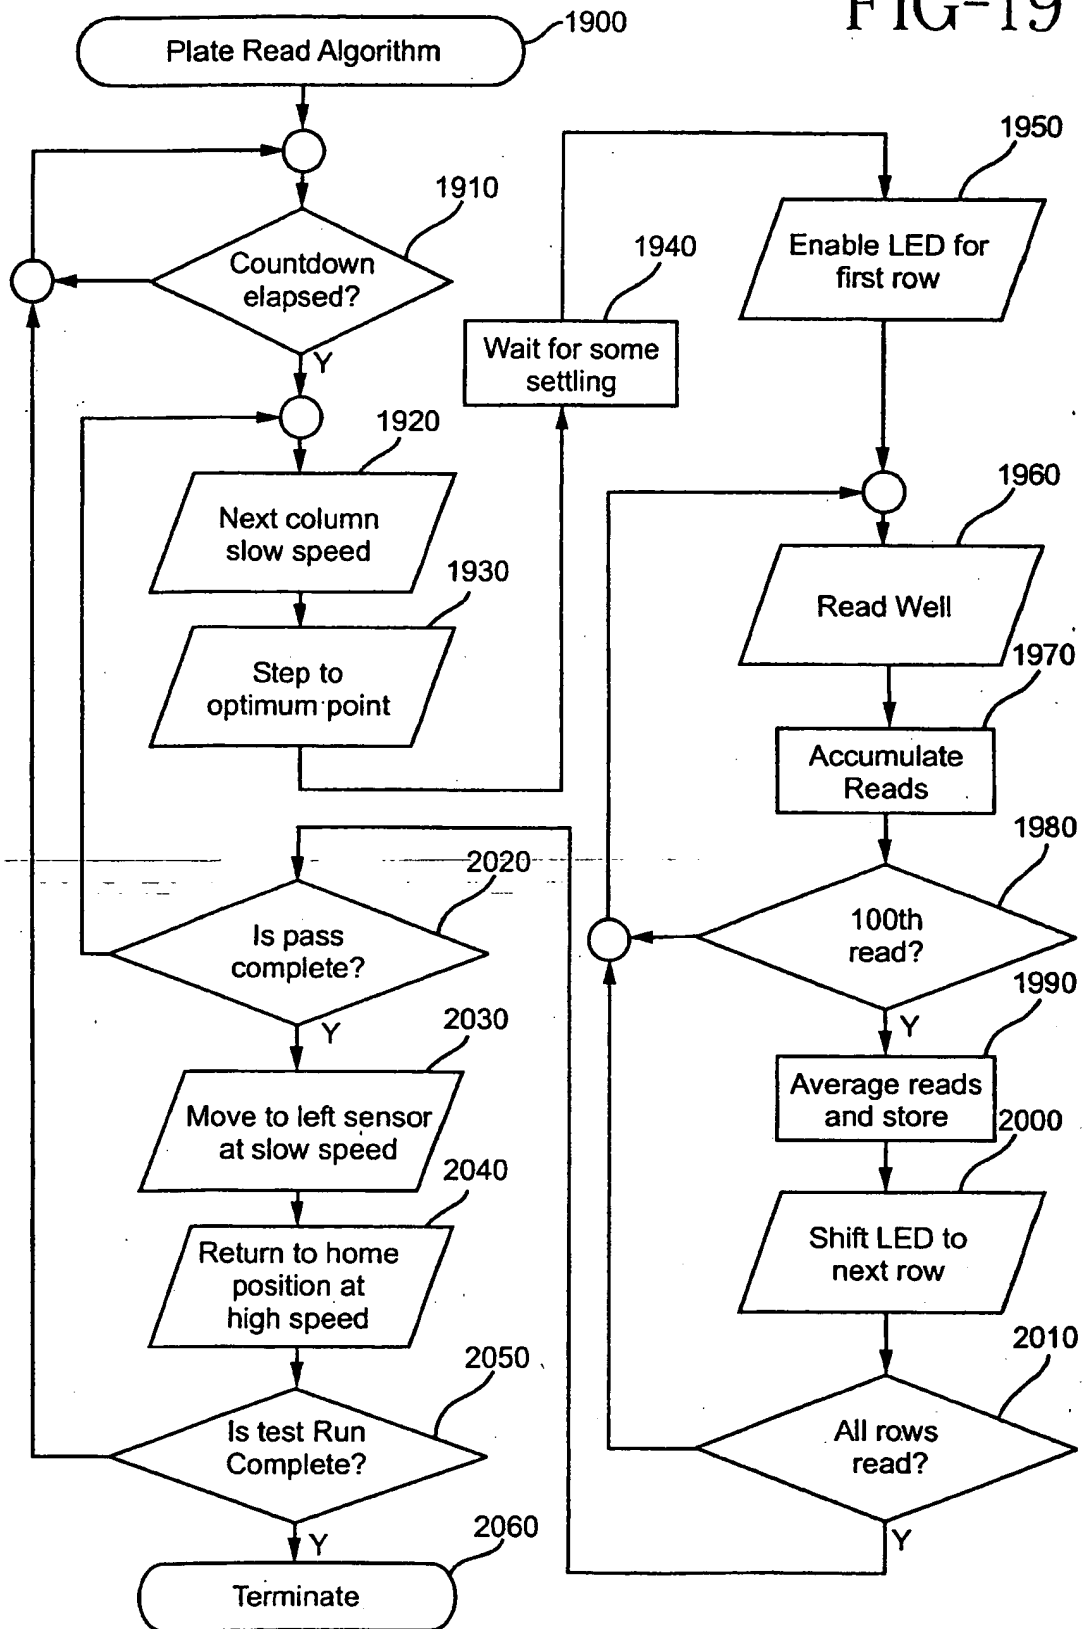 FIG-19
Plate Read Algorithm
1900
Countdown
elapsed?
1910
Y
Next column
slow speed
1920
Step to
optimum point
1930
Wait for some
settling
1940
Enable LED for
first row
1950
Read Well
1960
Accumulate
Reads
1970
100th
read?
1980
Y
Average reads
and store
1990
Shift LED to
next row
2000
All rows
read?
2010
Y
Is pass
complete?
2020
Y
Move to left sensor
at slow speed
2030
Return to home
position at
high speed
2040
Is test Run
Complete?
2050
Y
Terminate
2060